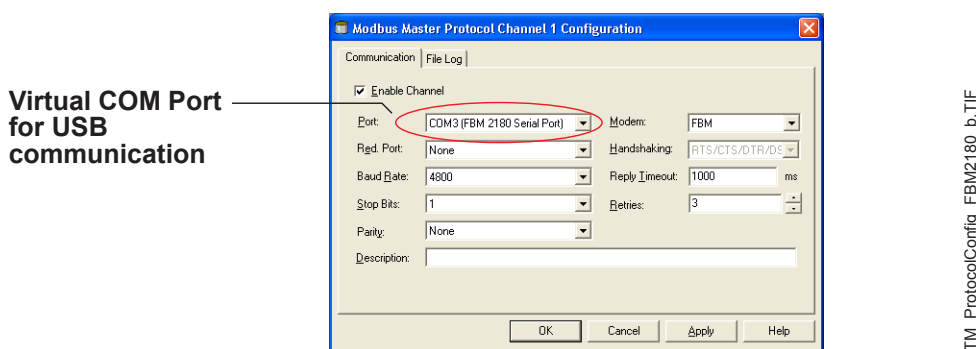 Modbus Master Protocol Channel 1 Configuration
Communication File Log
Enable Channel
Virtual COM Port
for USB
communication
Port: COM3 (FBM 2180 Serial Port) Modem: FBM
Red. Port: None Handshaking: RTS/CTS/DTR/DS
Baud Rate: 4800 Reply Timeout: 1000 ms
Stop Bits: 1 Retries: 3
Parity: None
Description:
OK Cancel Apply Help
TM_ProtocolConfig_FBM2180_b.TIF